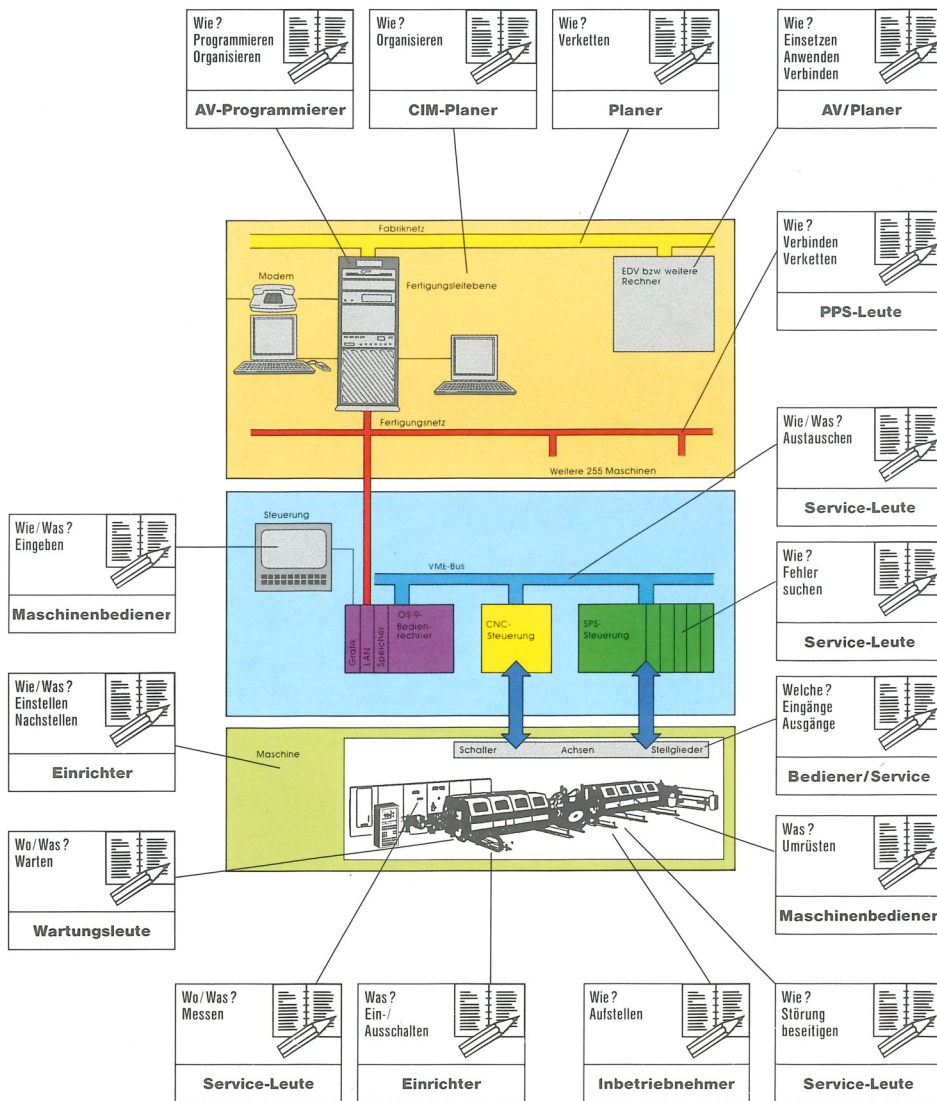 Wie?
Programmieren
Organisieren
AV-Programmierer
Wie?
Organisieren
CIM-Planer
Wie?
Verketten
Planer
Wie?
Einsetzen
Anwenden
Verbinden
AV/Planer
Wie?
Verbinden
Verketten
PPS-Leute
Fabriknetz
Modem
Fertigungsleitebene
EDV bzw weitere
Rechner
Fertigungsnetz
Weitere 255 Maschinen
Wie/Was?
Austauschen
Service-Leute
Wie/Was?
Eingeben
Maschinenbediener
Steuerung
VME-Bus
Grafik
LAN
Speicher
OS-9-
Bedien-
rechner
CNC-
Steuerung
SPS-
Steuerung
Wie?
Fehler
suchen
Service-Leute
Wie/Was?
Einstellen
Nachstellen
Einrichter
Maschine
Schalter
Achsen
Stellglieder
Welche?
Eingänge
Ausgänge
Bediener/Service
Wo/Was?
Warten
Wartungsleute
Was?
Umrüsten
Maschinenbediener
Wo/Was?
Messen
Service-Leute
Was?
Ein-/
Ausschalten
Einrichter
Wie?
Aufstellen
Inbetriebnehmer
Wie?
Störung
beseitigen
Service-Leute